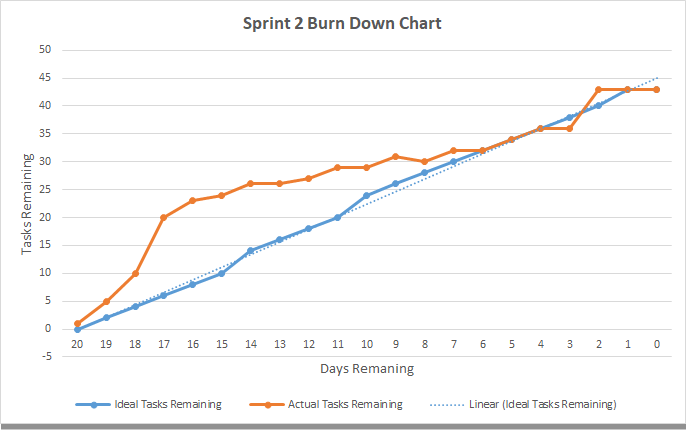 Sprint 2 Burn Down Chart
50
45
40
35
30
25
20
15
10
5
0
-5
Tasks Remaining
20 19 18 17 16 15 14 13 12 11 10 9 8 7 6 5 4 3 2 1 0
Days Remaning
Ideal Tasks Remaining Actual Tasks Remaining Linear (Ideal Tasks Remaining)